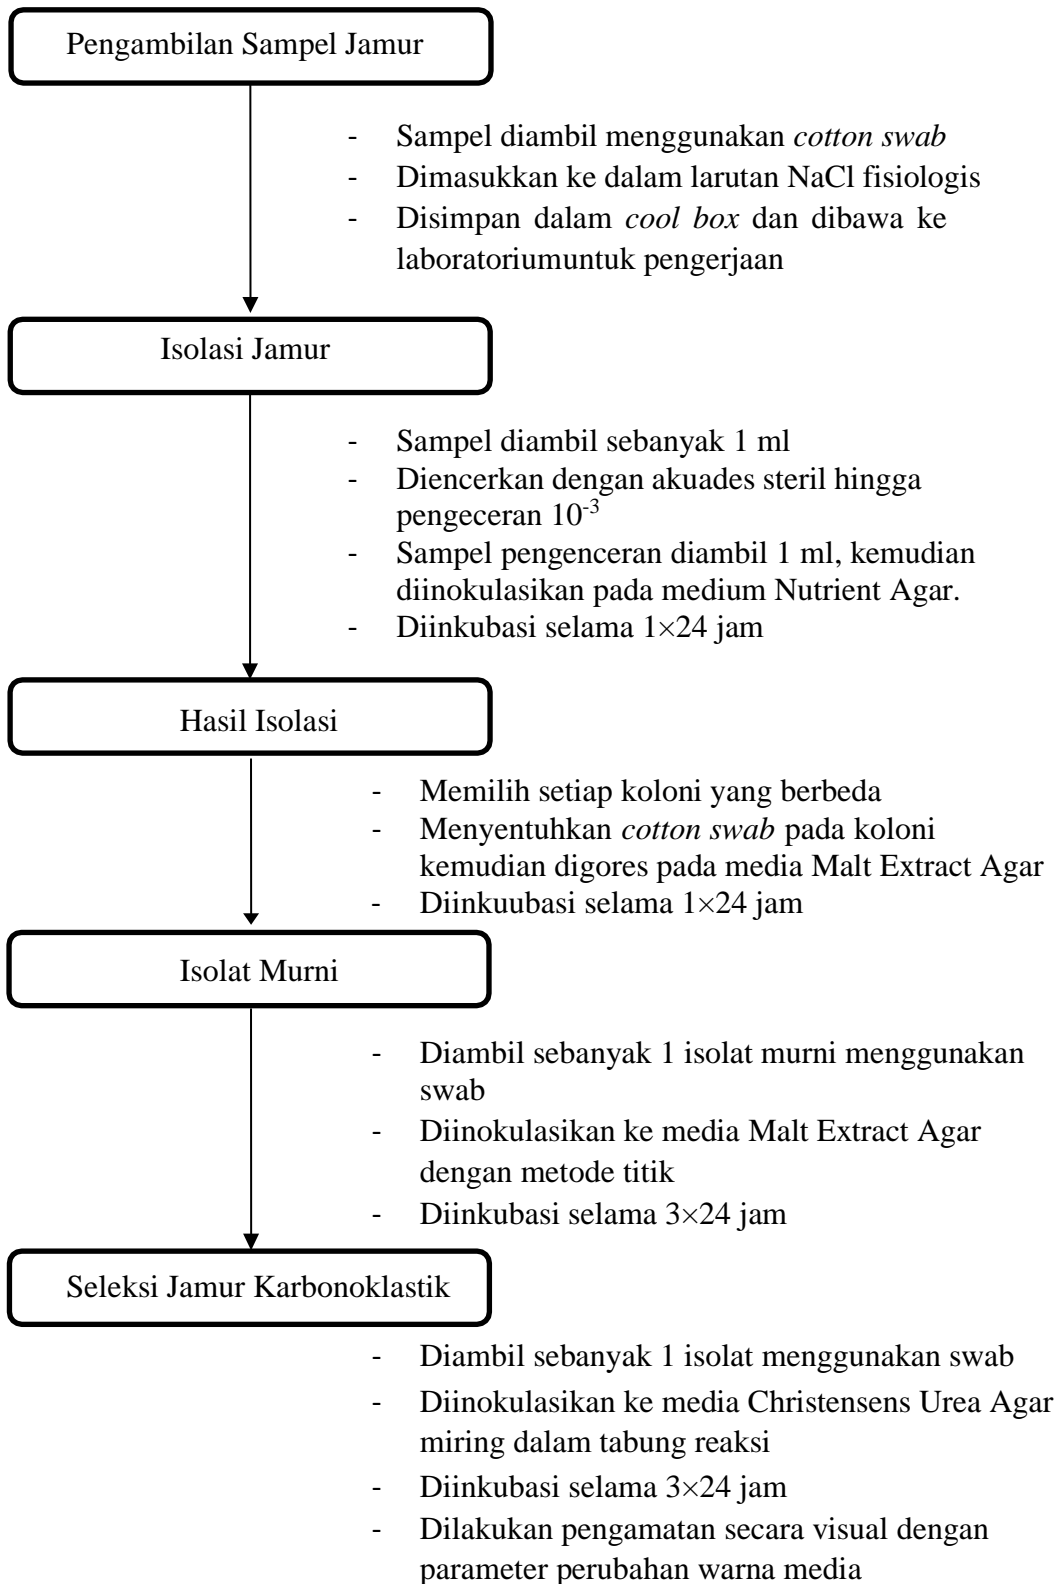 Pengambilan Sampel Jamur
- Sampel diambil menggunakan cotton swab
- Dimasukkan ke dalam larutan NaCl fisiologis
- Disimpan dalam cool box dan dibawa ke
laboratoriumuntuk pengerjaan
Isolasi Jamur
- Sampel diambil sebanyak 1 ml
- Diencerkan dengan akuades steril hingga
pengeceran 10⁻³
- Sampel pengenceran diambil 1 ml, kemudian
diinokulasikan pada medium Nutrient Agar.
- Diinkubasi selama 1×24 jam
Hasil Isolasi
- Memilih setiap koloni yang berbeda
- Menyentuhkan cotton swab pada koloni
kemudian digores pada media Malt Extract Agar
- Diinkuubasi selama 1×24 jam
Isolat Murni
- Diambil sebanyak 1 isolat murni menggunakan
swab
- Diinokulasikan ke media Malt Extract Agar
dengan metode titik
- Diinkubasi selama 3×24 jam
Seleksi Jamur Karbonoklastik
- Diambil sebanyak 1 isolat menggunakan swab
- Diinokulasikan ke media Christensens Urea Agar
miring dalam tabung reaksi
- Diinkubasi selama 3×24 jam
- Dilakukan pengamatan secara visual dengan
parameter perubahan warna media